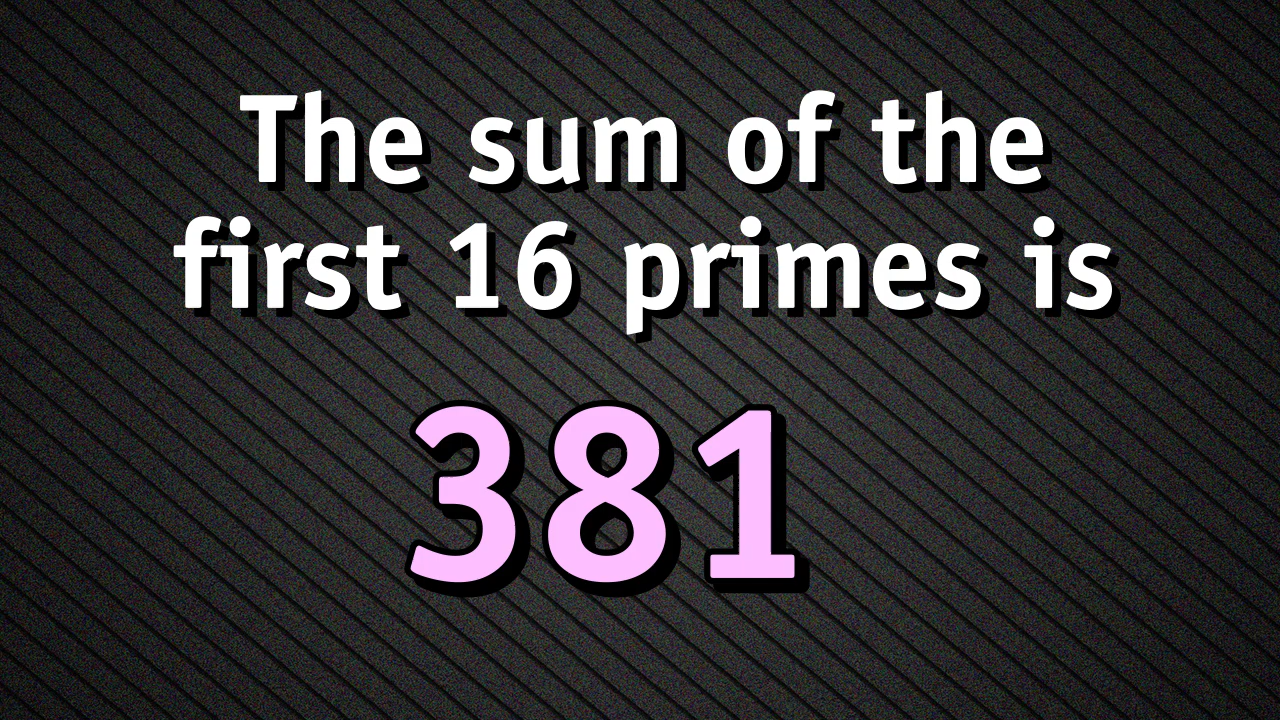 The sum of the
first 16 primes is
381